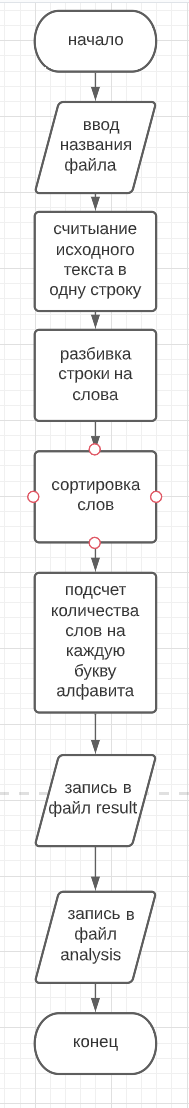 начало
ввод
названия
файла
считыание
исходного
текста в
одну строку
разбивка
строки на
слова
сортировка
слов
подсчет
количества
слов на
каждую
букву
алфавита
запись в
файл result
запись в
файл
analysis
конец